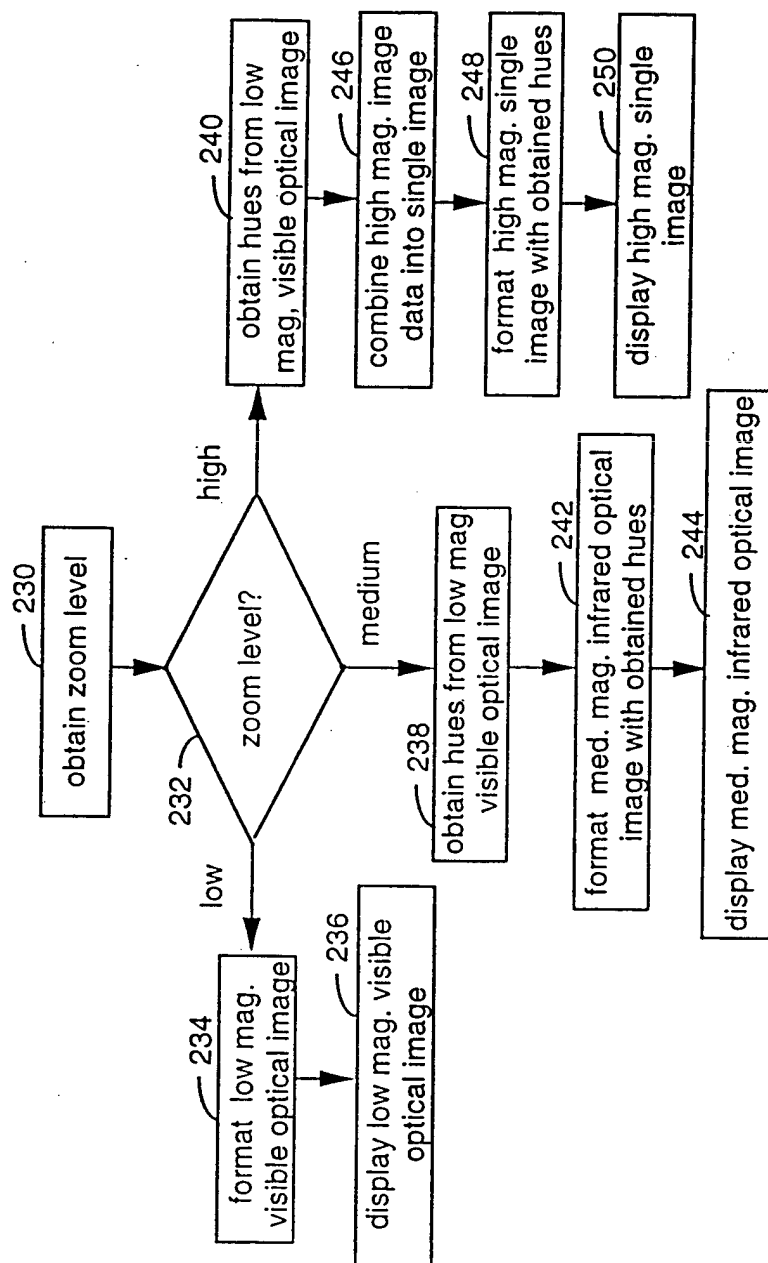 230
obtain zoom level
232
zoom level?
low
medium
high
234
format low mag.
visible optical image
236
display low mag. visible
optical image
238
obtain hues from low mag
visible optical image
242
format med. mag. infrared optical
image with obtained hues
244
display med. mag. infrared optical image
240
obtain hues from low
mag, visible optical image
246
combine high mag. image
data into single image
248
format high mag. single
image with obtained hues
250
display high mag. single
image